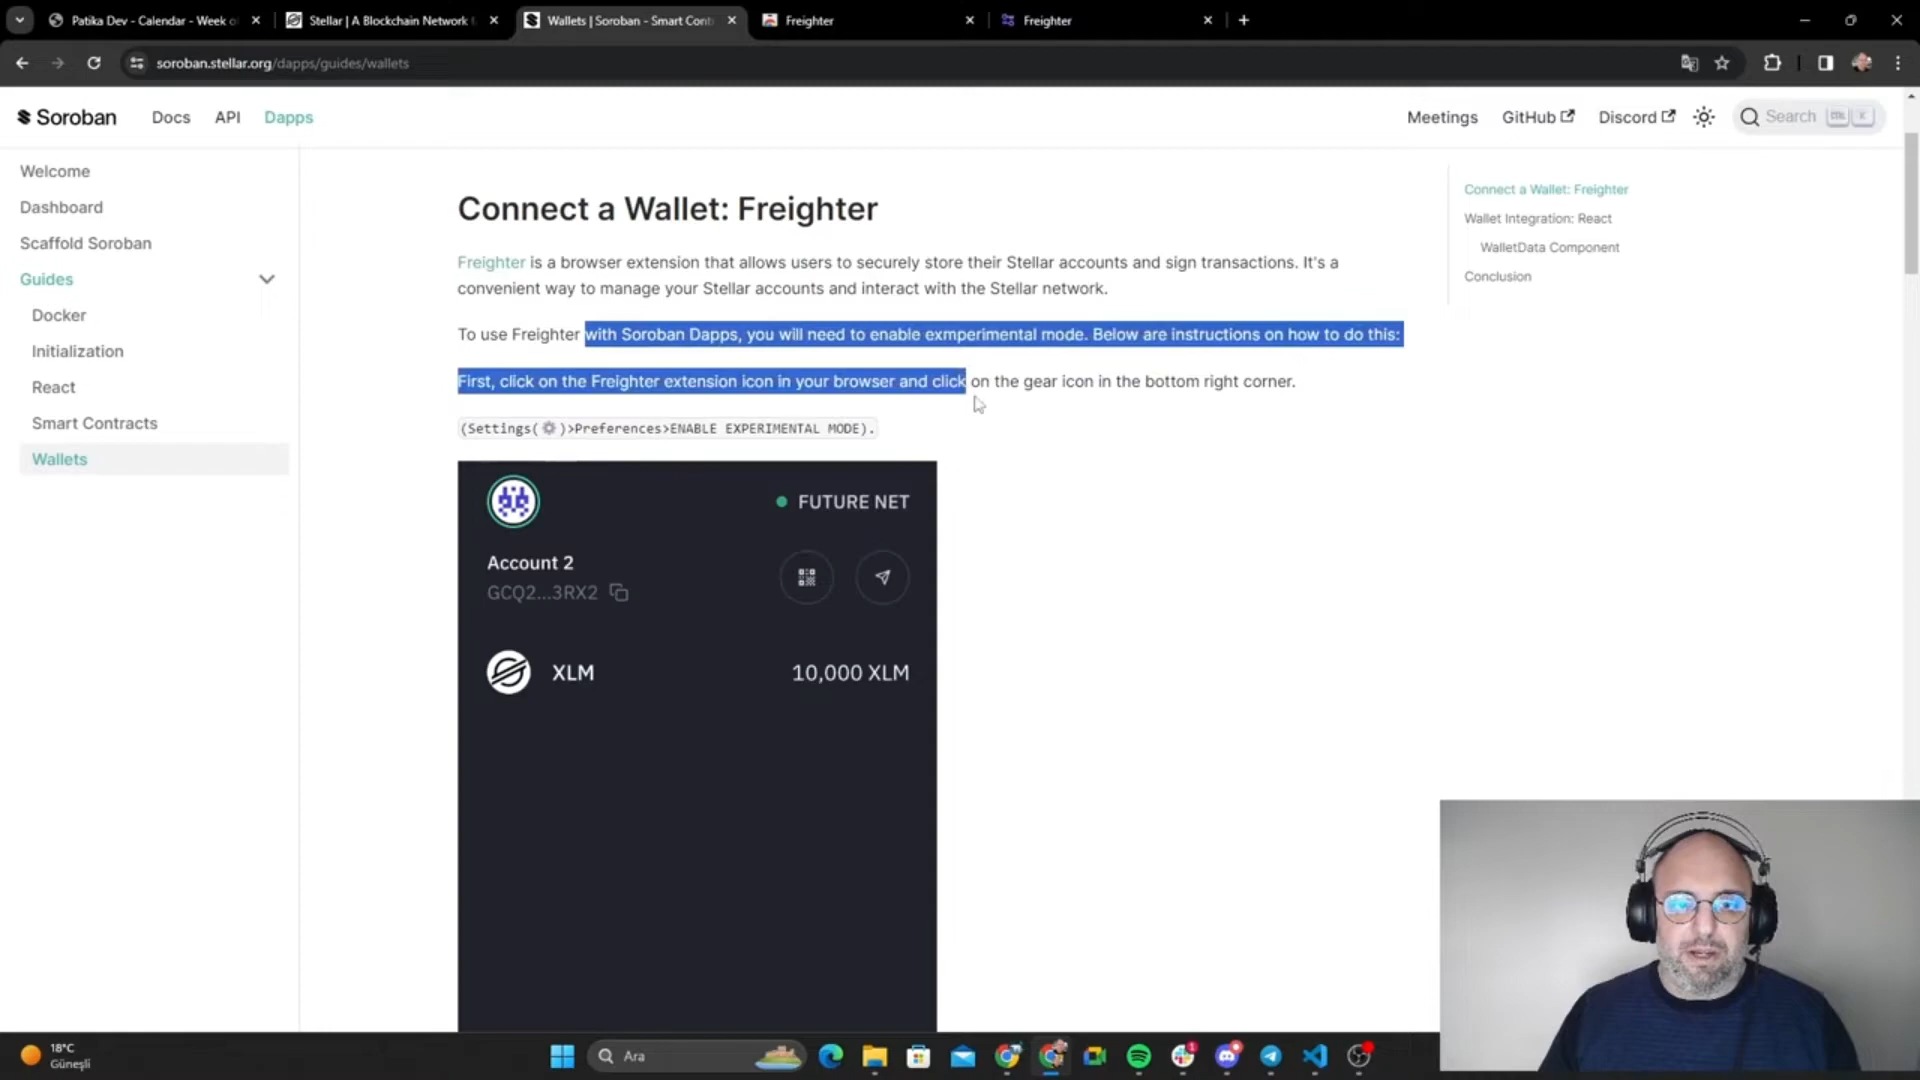 Patika Dev - Calendar - Week o
Stellar | A Blockchain Network
Wallets | Soroban - Smart Cont
Freighter
Freighter
soroban.stellar.org/dapps/guides/wallets
Soroban
Docs
API
Dapps
Meetings
GitHub
Discord
Search
Welcome
Dashboard
Scaffold Soroban
Guides
Docker
Initialization
React
Smart Contracts
Wallets
Connect a Wallet: Freighter
Freighter is a browser extension that allows users to securely store their Stellar accounts and sign transactions. It's a
convenient way to manage your Stellar accounts and interact with the Stellar network.
To use Freighter with Soroban Dapps, you will need to enable exmperimental mode. Below are instructions on how to do this:
First, click on the Freighter extension icon in your browser and click on the gear icon in the bottom right corner.
(Settings(⚙️)>Preferences>ENABLE EXPERIMENTAL MODE).
FUTURE NET
Account 2
GCQ2...3RX2
XLM
10,000 XLM
Connect a Wallet: Freighter
Wallet Integration: React
WalletData Component
Conclusion
18°C
Güneşli
Ara